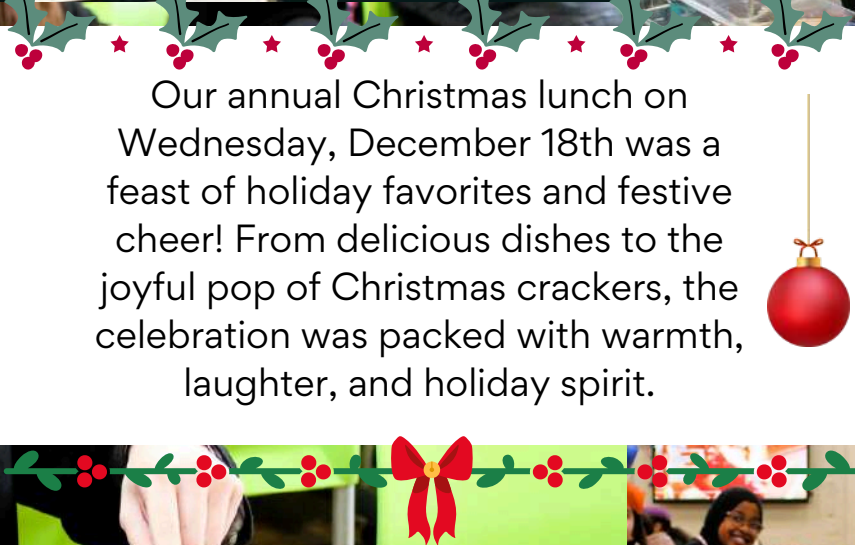 Our annual Christmas lunch on
Wednesday, December 18th was a
feast of holiday favorites and festive
cheer! From delicious dishes to the
joyful pop of Christmas crackers, the
celebration was packed with warmth,
laughter, and holiday spirit.